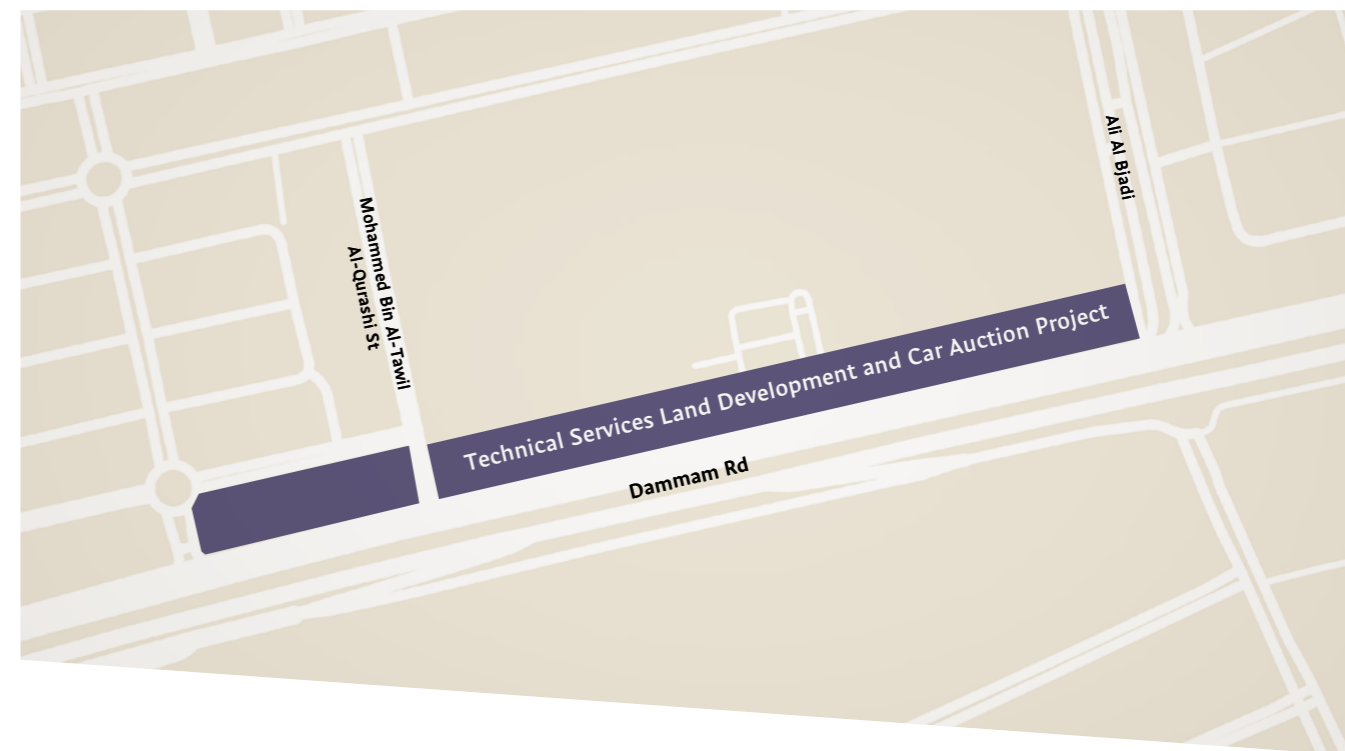 Ali Al Bjadi
Mohammed Bin Al-Tawil
Al-Qurashi St
Technical Services Land Development and Car Auction Project
Dammam Rd